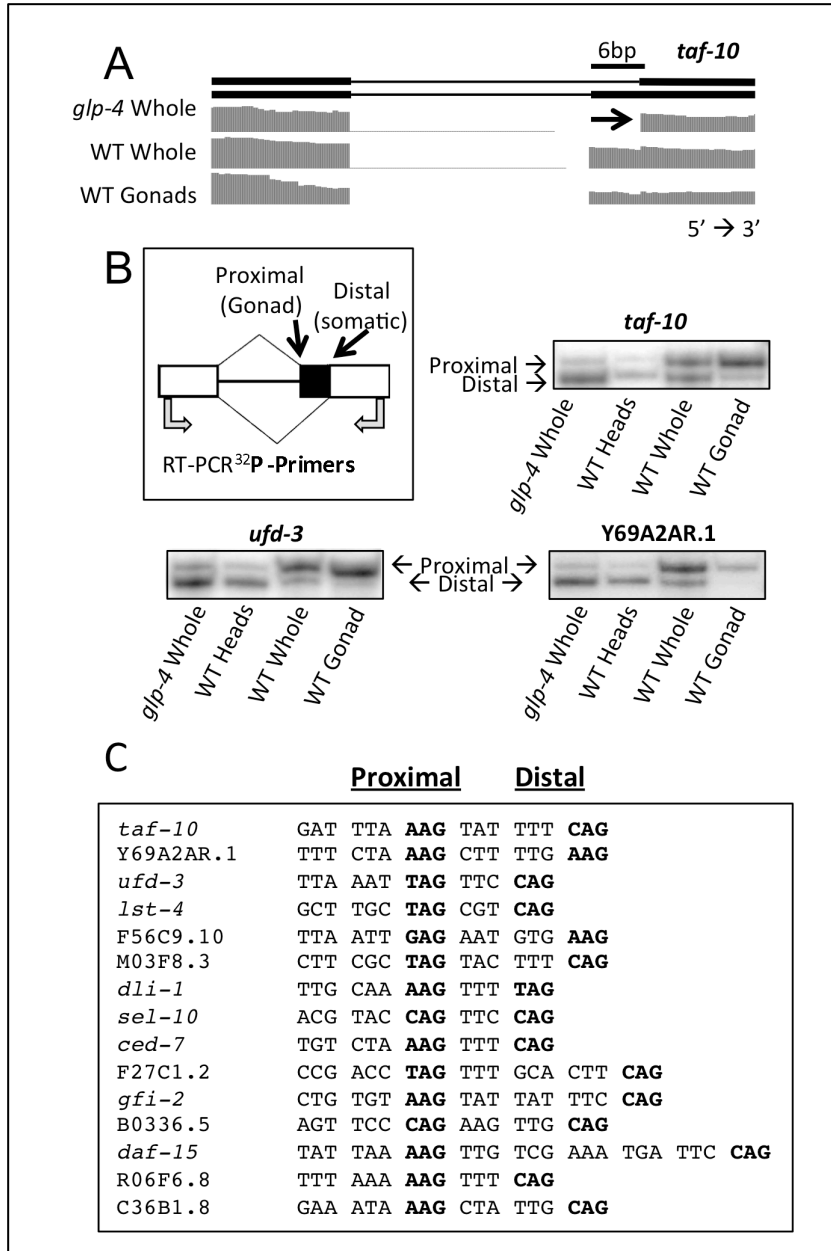 A
6bp
taf-10
glp-4 Whole
WT Whole
WT Gonads
5’ → 3’
B
Proximal
(Gonad)
Distal
(somatic)
RT-PCR ³²P -Primers
taf-10
Proximal →
Distal →
glp-4 Whole
WT Heads
WT Whole
WT Gonad
ufd-3
Y69A2AR.1
← Proximal →
← Distal →
glp-4 Whole
WT Heads
WT Whole
WT Gonad
glp-4 Whole
WT Heads
WT Whole
WT Gonad
C
Proximal Distal
taf-10 GAT TTA AAG TAT TTT CAG
Y69A2AR.1 TTT CTA AAG CTT TTG AAG
ufd-3 TTA AAT TAG TTC CAG
lst-4 GCT TGC TAG CGT CAG
F56C9.10 TTA ATT GAG AAT GTG AAG
M03F8.3 CTT CGC TAG TAC TTT CAG
dli-1 TTG CAA AAG TTT TAG
sel-10 ACG TAC CAG TTC CAG
ced-7 TGT CTA AAG TTT CAG
F27C1.2 CCG ACC TAG TTT GCA CTT CAG
gfi-2 CTG TGT AAG TAT TAT TTC CAG
B0336.5 AGT TCC CAG AAG TTG CAG
daf-15 TAT TAA AAG TTG TCG AAA TGA TTC CAG
R06F6.8 TTT AAA AAG TTT CAG
C36B1.8 GAA ATA AAG CTA TTG CAG